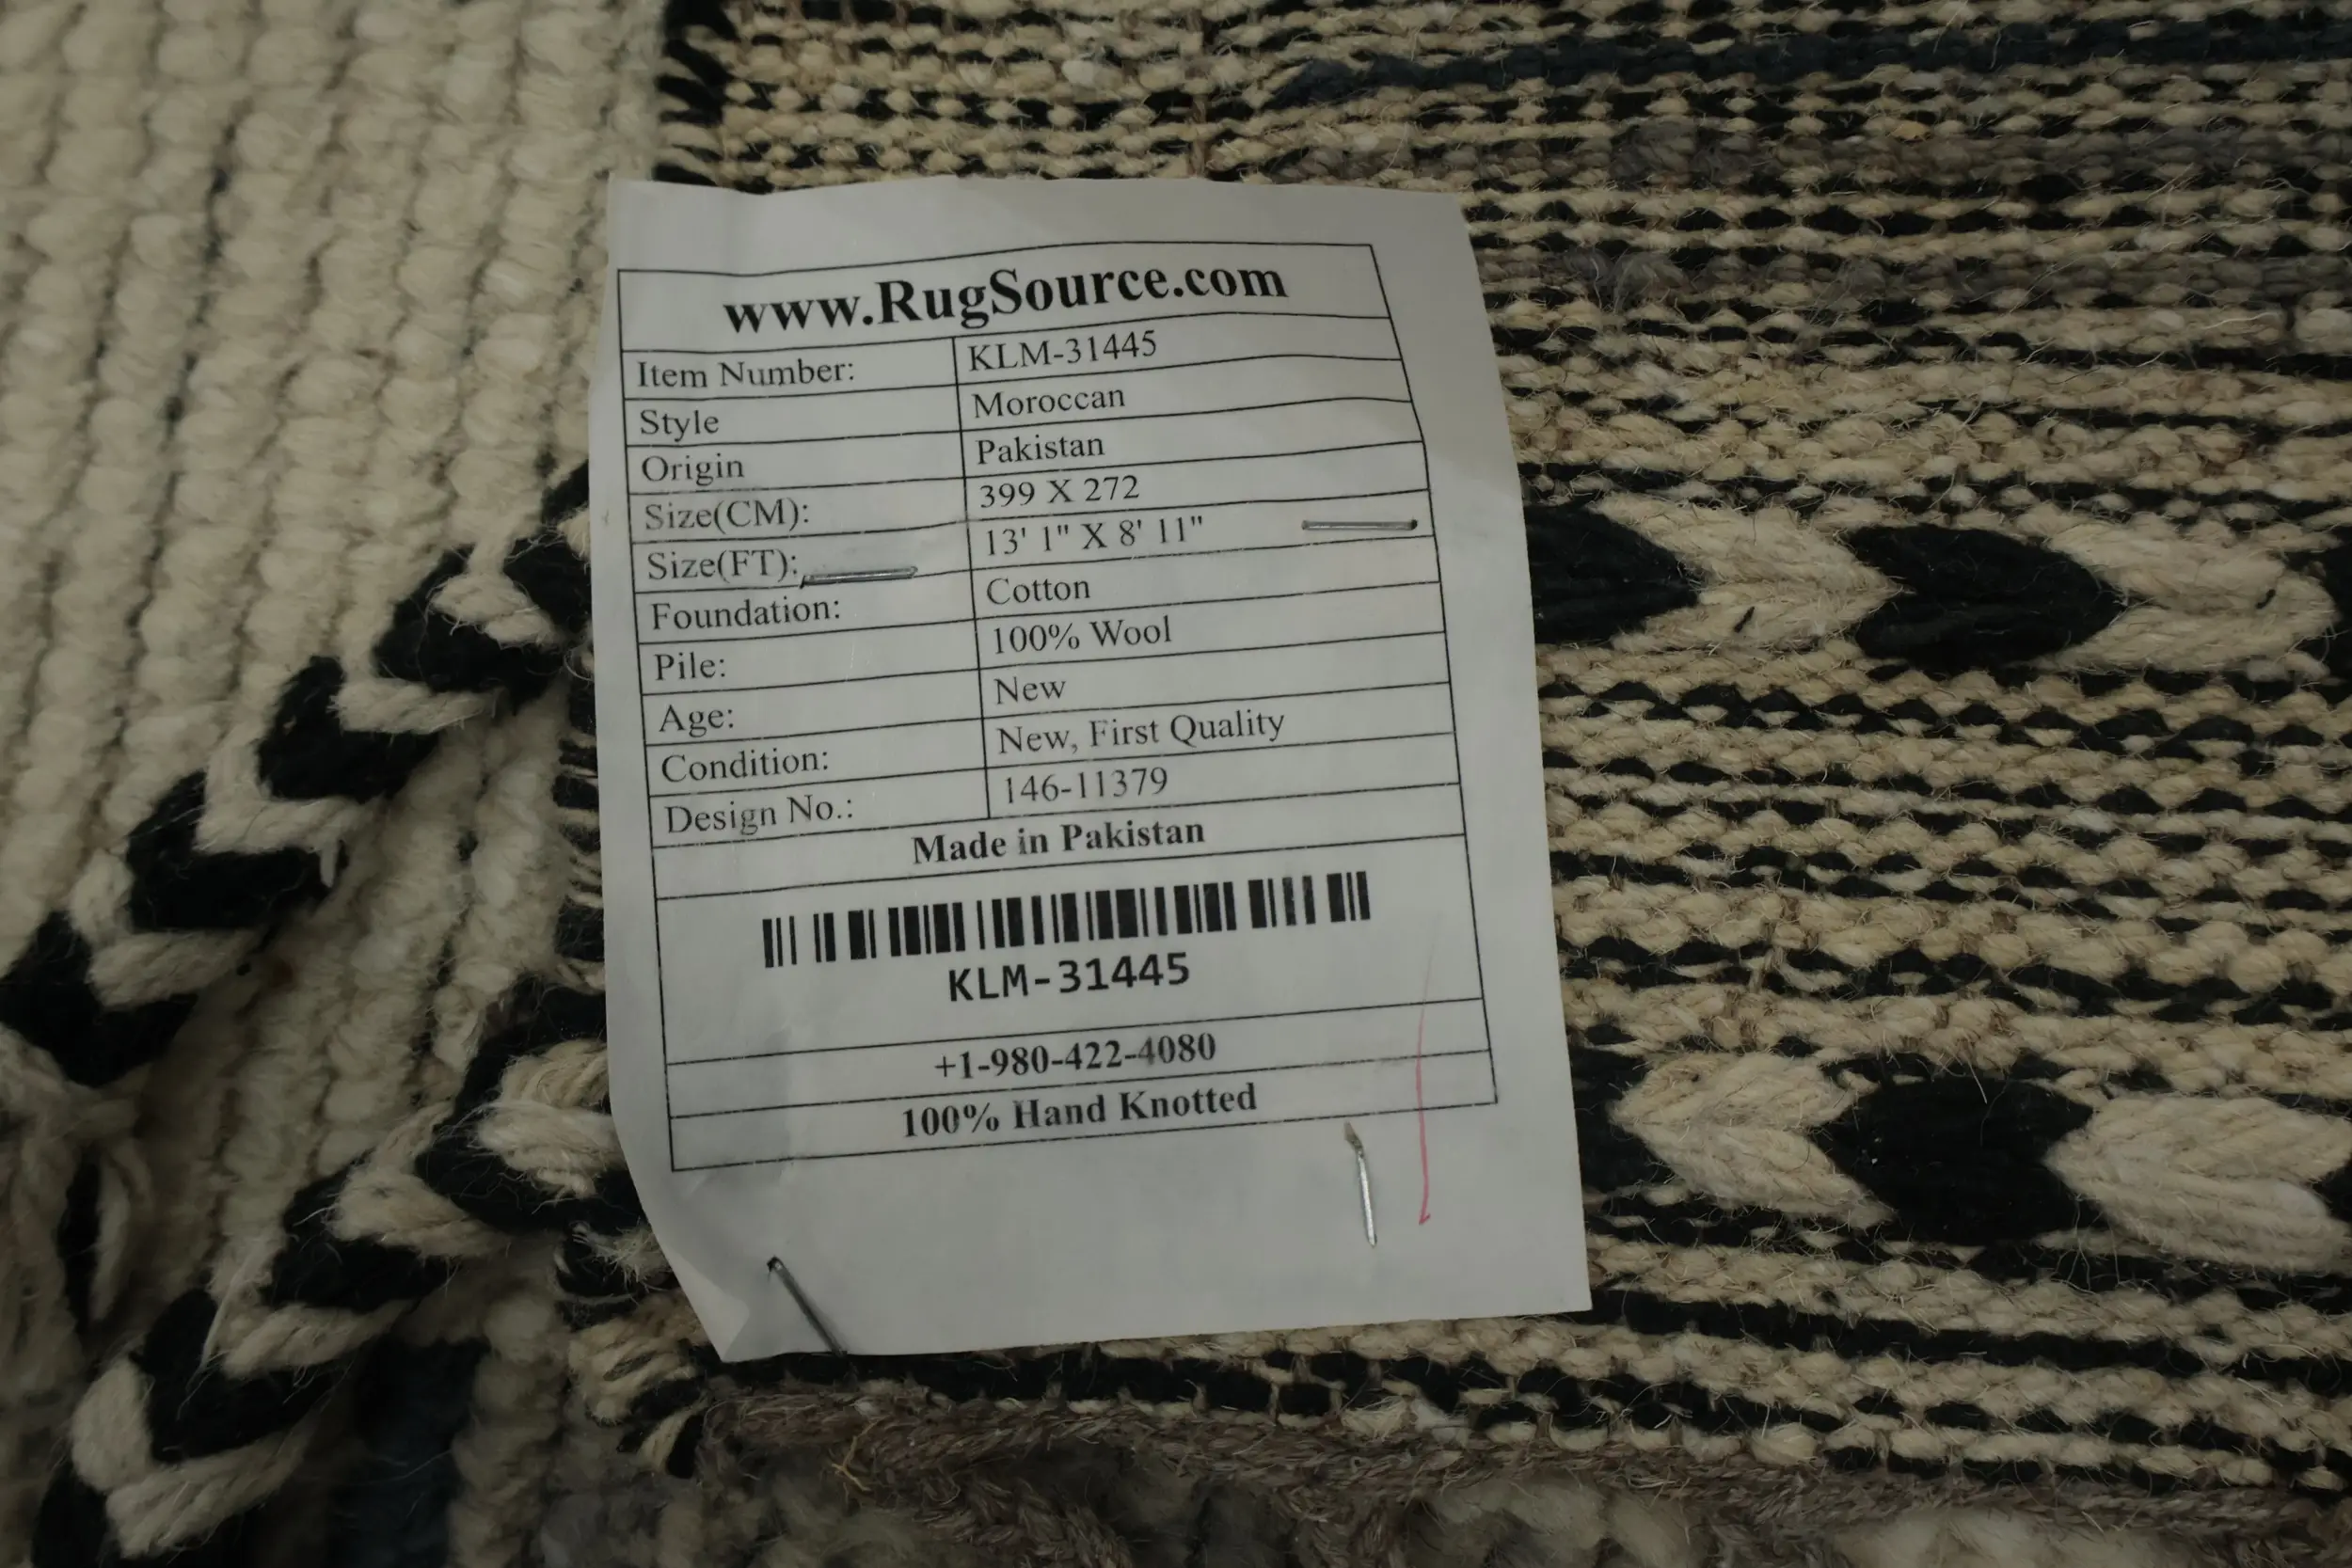 www.RugSource.com
Item Number: KLM-31445
Style Moroccan
Origin Pakistan
Size(CM): 399 X 272
Size(FT): 13' 1" X 8' 11"
Foundation: Cotton
Pile: 100% Wool
Age: New
Condition: New, First Quality
Design No.: 146-11379
Made in Pakistan
KLM-31445
+1-980-422-4080
100% Hand Knotted